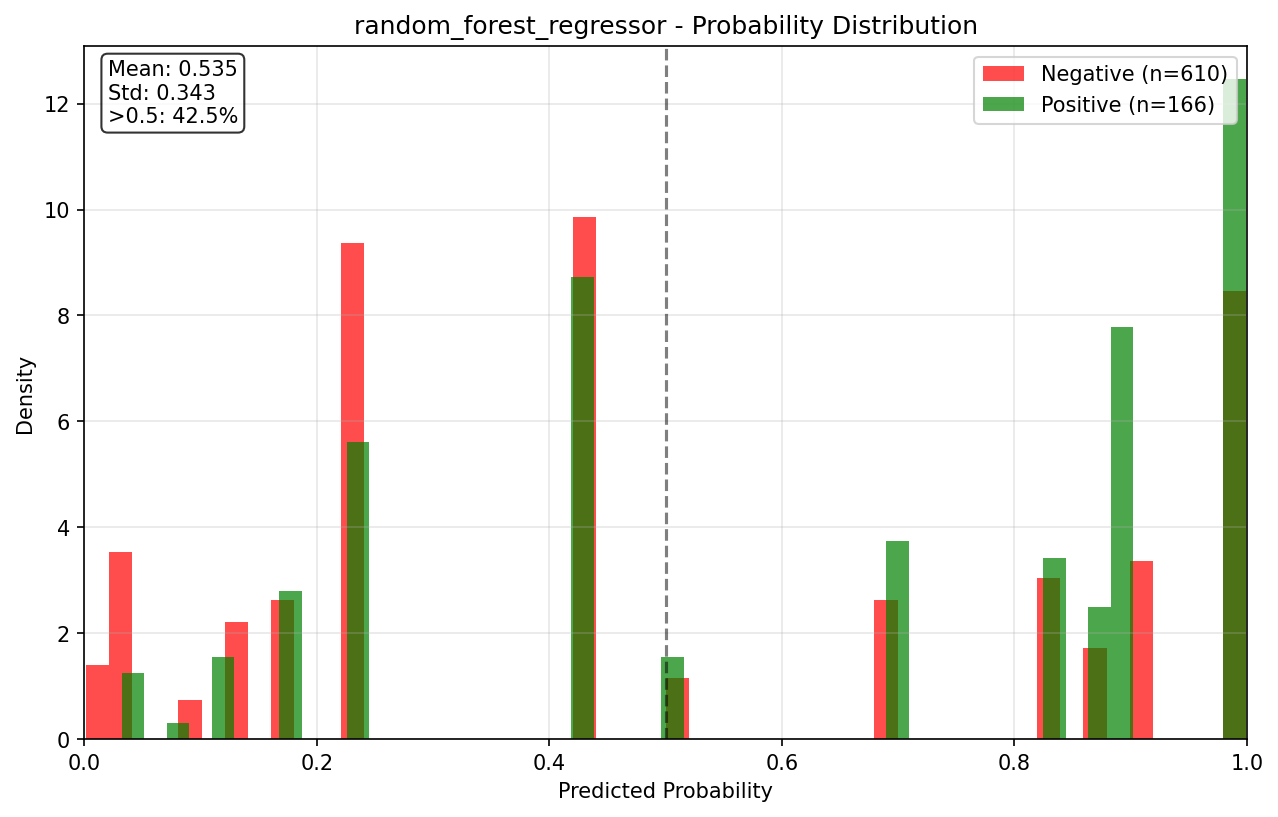 random_forest_regressor - Probability Distribution
Mean: 0.535
Std: 0.343
>0.5: 42.5%
Negative (n=610)
Positive (n=166)
Density
12
10
8
6
4
2
0
0.0 0.2 0.4 0.6 0.8 1.0
Predicted Probability